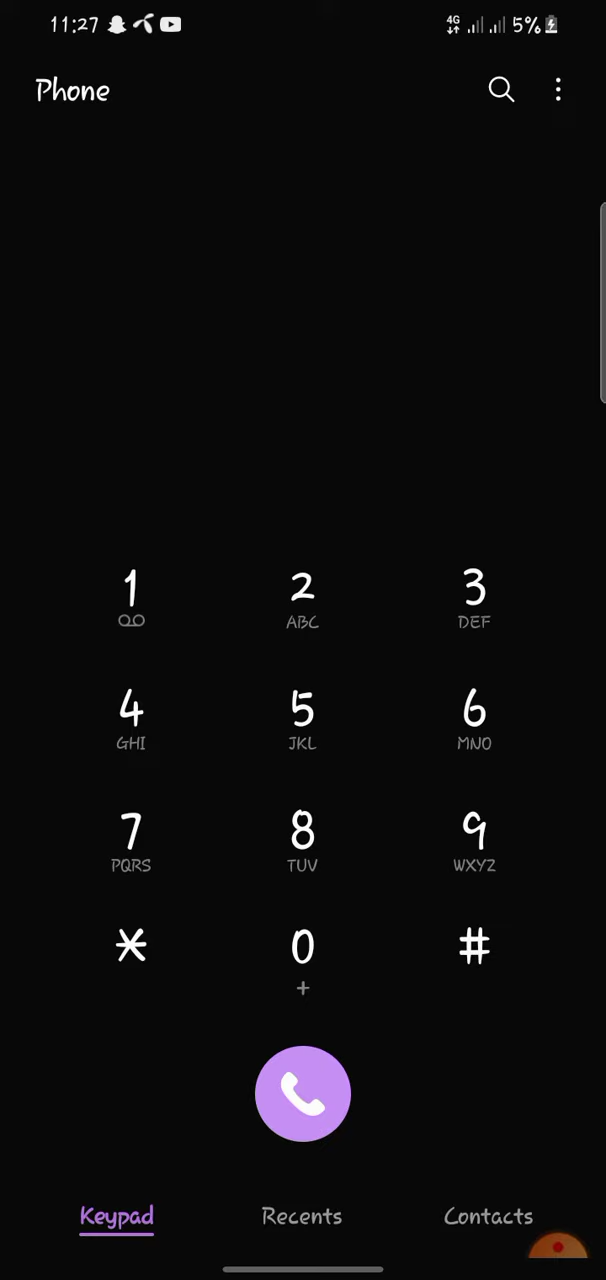 11:27 4G 5%
Phone
1 2 3
ABC DEF
4 5 6
GHI JKL MNO
7 8 9
PQRS TUV WXYZ
* 0 #
+
Keypad Recents Contacts